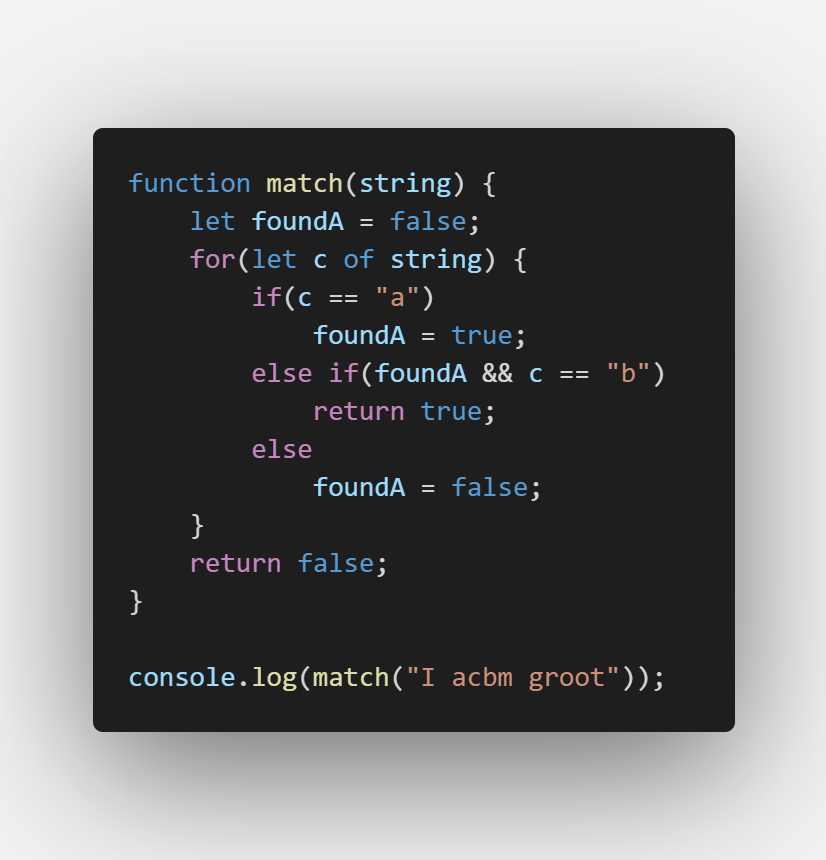 function match(string) {
    let foundA = false;
    for(let c of string) {
        if(c == "a")
            foundA = true;
        else if(foundA && c == "b")
            return true;
        else
            foundA = false;
    }
    return false;
}

console.log(match("I acbm groot"));